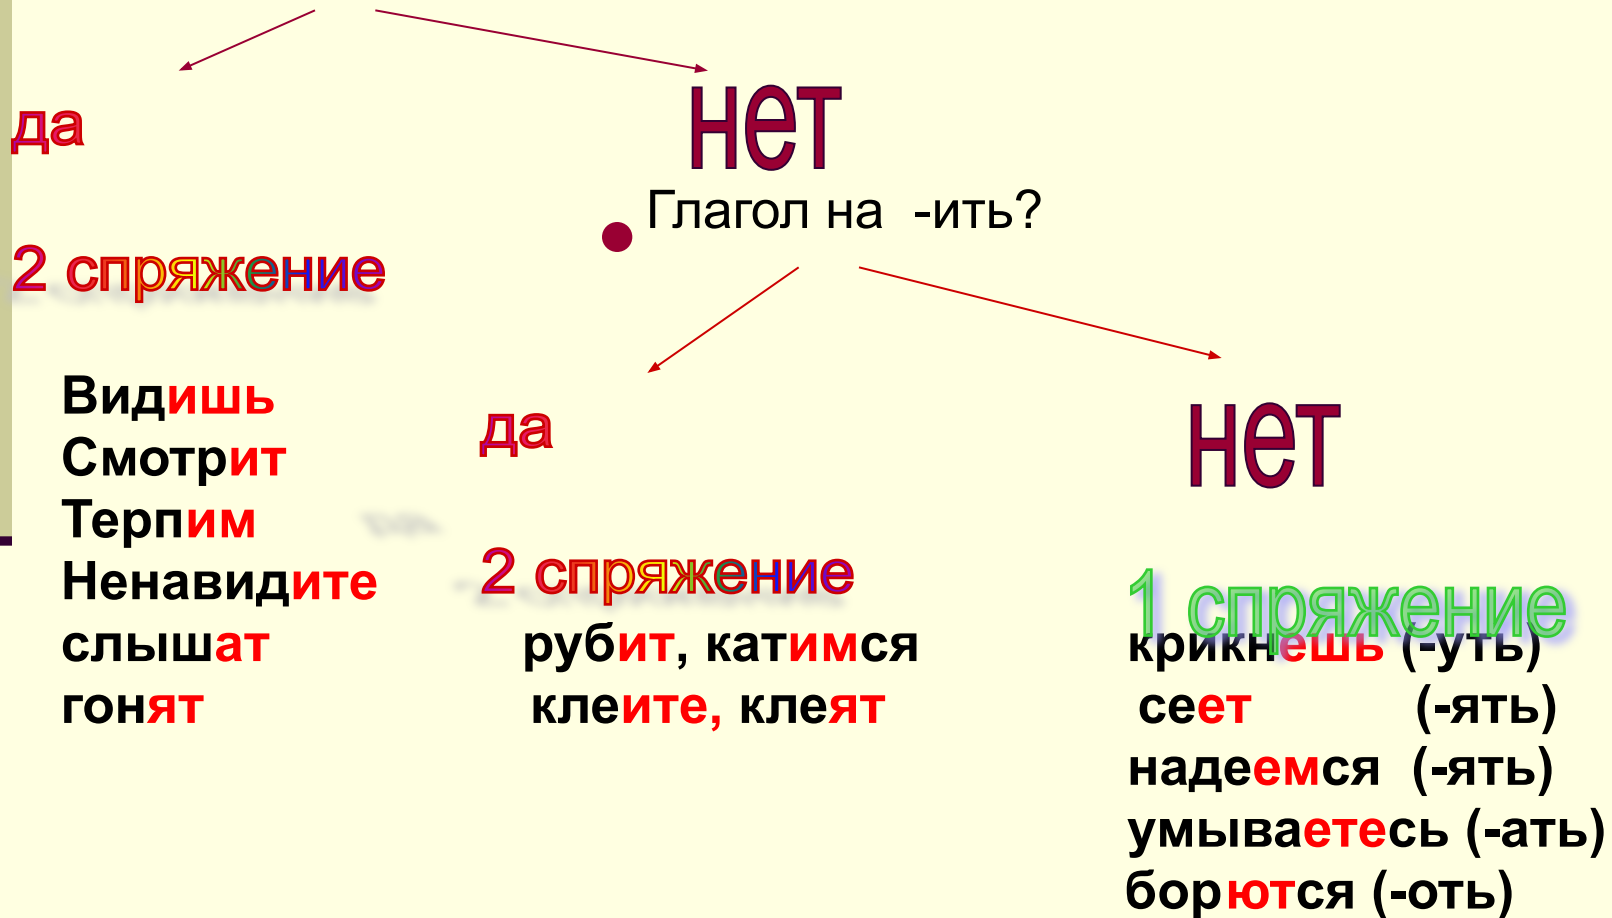 да
нет
Глагол на -ить?
2 спряжение
Видишь
Смотрит
Терпим
Ненавидите
слышат
гонят
да
2 спряжение
рубит, катимся
клеите, клеят
нет
1 спряжение
крикнешь (-уть)
сеет (-ять)
надеемся (-ять)
умываетесь (-ать)
борются (-оть)